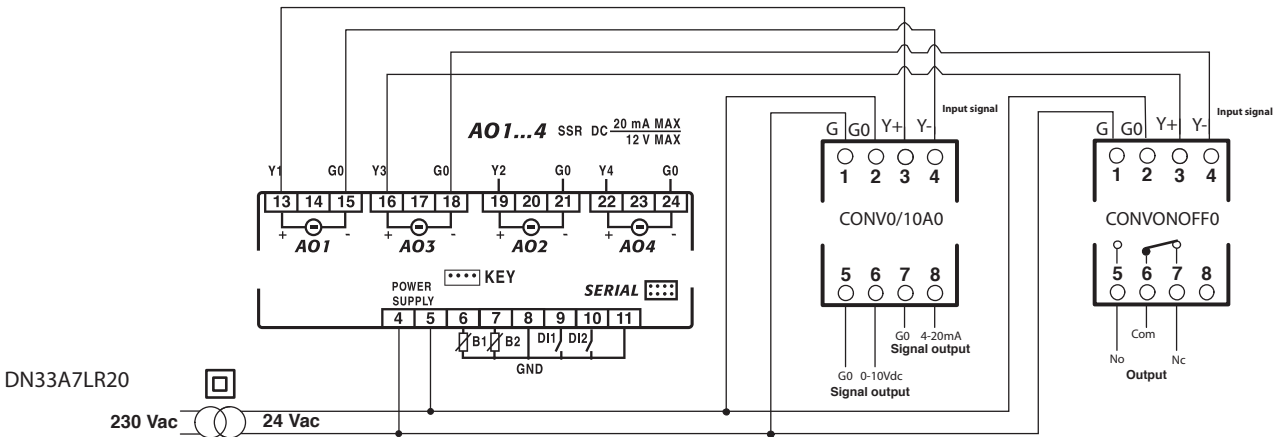 Input signal
Input signal
AO1...4 SSR DC 20 mA MAX
12 V MAX
G G0 Y+ Y-
G G0 Y+ Y-
Y1 G0 Y3 G0 Y2 G0 Y4 G0
1 2 3 4
1 2 3 4
13 14 15 16 17 18 19 20 21 22 23 24
CONV0/10A0
CONVONOFF0
+ - + - + - + -
AO1 AO3 AO2 AO4
KEY
5 6 7 8
5 6 7 8
POWER
SUPPLY
SERIAL
4 5 6 7 8 9 10 11
B1 B2 DI1 DI2
GND
G0 4-20mA
Signal output
Com
No Nc
Output
G0 0-10Vdc
Signal output
DN33A7LR20
230 Vac 24 Vac